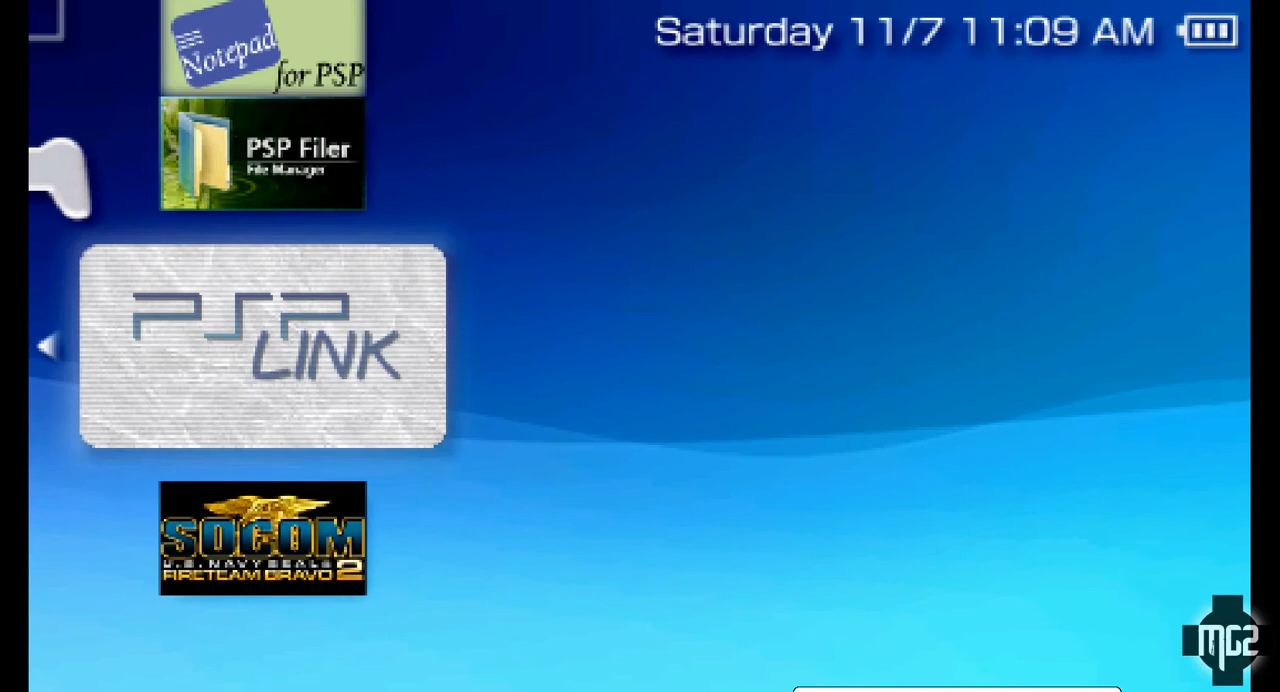 Saturday 11/7 11:09 AM
Notepad
for PSP
PSP Filer
File Manager
PSP
LINK
SOCOM
U.S. NAVY SEALS
FIRETEAM BRAVO 2
MG2